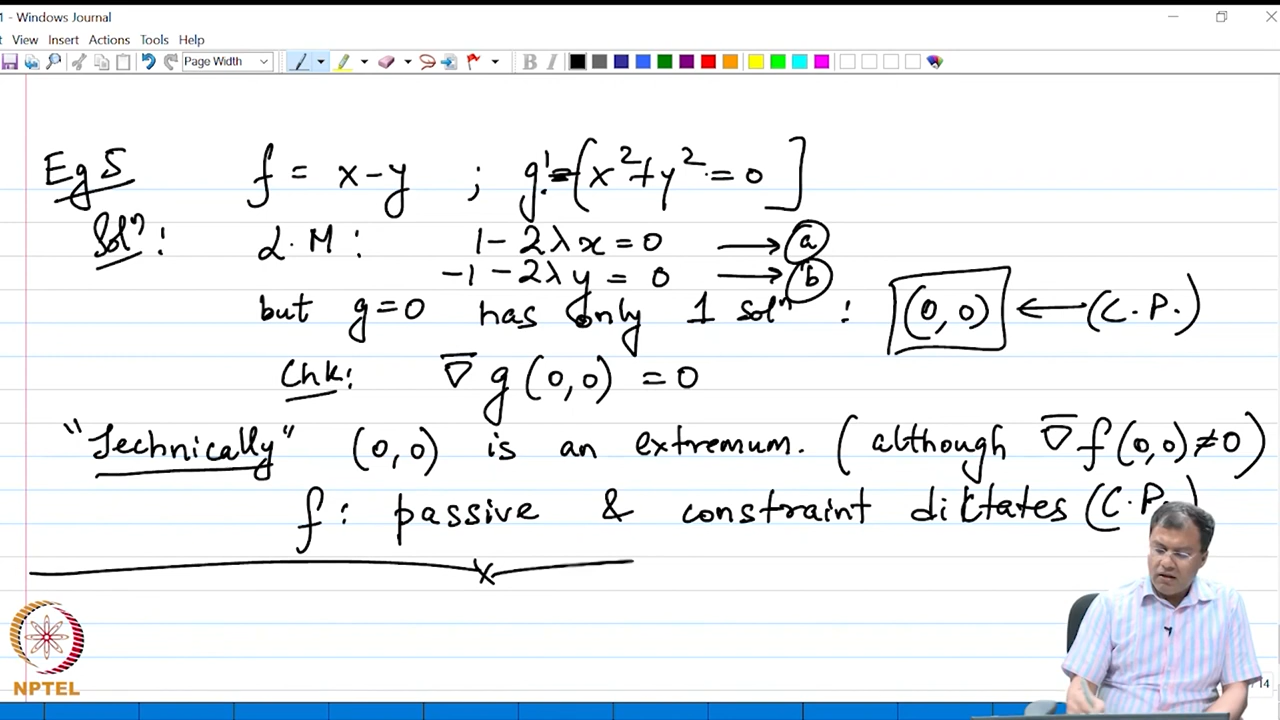 1 - Windows Journal
t View Insert Actions Tools Help
Page Width
Eg 5 f = x-y ; g: [x²+y² = 0]
Solⁿ: L.M: 1 - 2λx = 0 → (a)
-1 - 2λy = 0 → (b)
but g=0 has only 1 solⁿ : (0,0) ← (C.P.)
Chk: ∇̄ g(0,0) = 0
"Technically" (0,0) is an extremum. (although ∇̄ f(0,0) ≠ 0)
f: passive & constraint dictates (C.P.)
NPTEL
/14